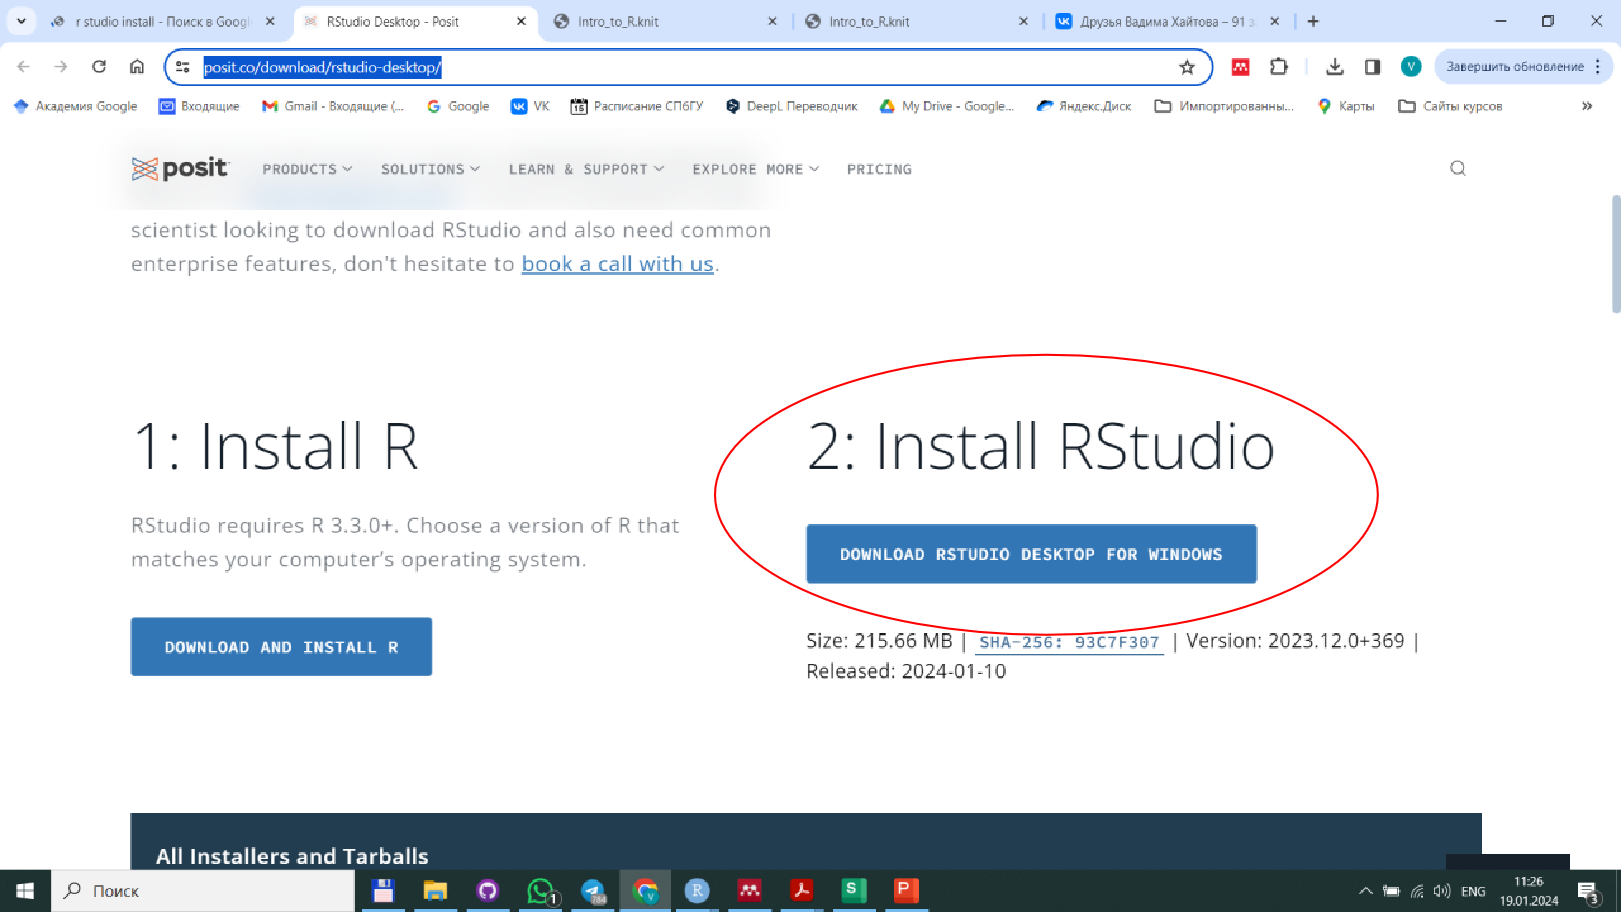 r studio install - Поиск в Googl
RStudio Desktop - Posit
Intro_to_R.knit
Intro_to_R.knit
Друзья Вадима Хайтова – 91 з
posit.co/download/rstudio-desktop/
V
Завершить обновление
Академия Google
Входящие
Gmail - Входящие (...
Google
VK
Расписание СПбГУ
DeepL Переводчик
My Drive - Google...
Яндекс.Диск
Импортированны...
Карты
Сайты курсов
posit
PRODUCTS
SOLUTIONS
LEARN & SUPPORT
EXPLORE MORE
PRICING
scientist looking to download RStudio and also need common
enterprise features, don't hesitate to book a call with us.
1: Install R
RStudio requires R 3.3.0+. Choose a version of R that
matches your computer’s operating system.
DOWNLOAD AND INSTALL R
2: Install RStudio
DOWNLOAD RSTUDIO DESKTOP FOR WINDOWS
Size: 215.66 MB | SHA-256: 93C7F307 | Version: 2023.12.0+369 |
Released: 2024-01-10
All Installers and Tarballs
Поиск
1
784
R
S
P
ENG
11:26
19.01.2024
3